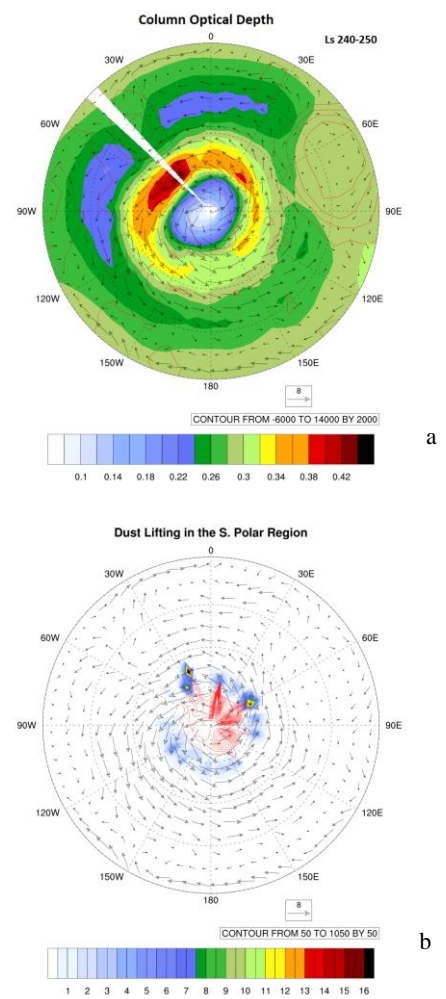 Column Optical Depth
Ls 240-250
0
30W 30E
60W 60E
90W 90E
120W 120E
150W 150E
180
8
CONTOUR FROM -6000 TO 14000 BY 2000
0.1 0.14 0.18 0.22 0.26 0.3 0.34 0.38 0.42
a
Dust Lifting in the S. Polar Region
0
30W 30E
60W 60E
90W 90E
120W 120E
150W 150E
180
8
CONTOUR FROM 50 TO 1050 BY 50
1 2 3 4 5 6 7 8 9 10 11 12 13 14 15 16
b